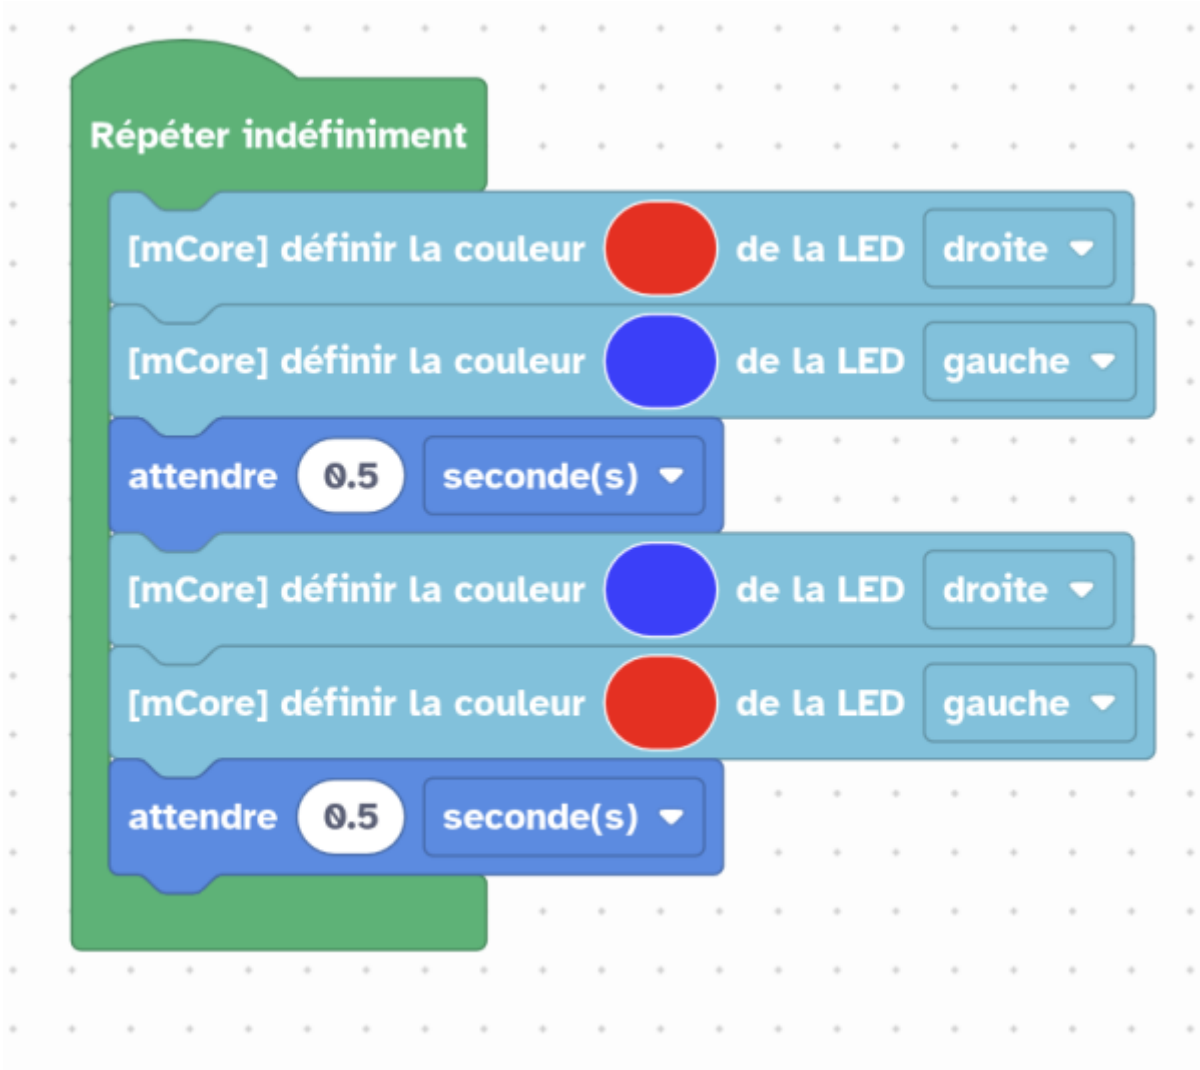 Répéter indéfiniment
[mCore] définir la couleur de la LED droite
[mCore] définir la couleur de la LED gauche
attendre 0.5 seconde(s)
[mCore] définir la couleur de la LED droite
[mCore] définir la couleur de la LED gauche
attendre 0.5 seconde(s)